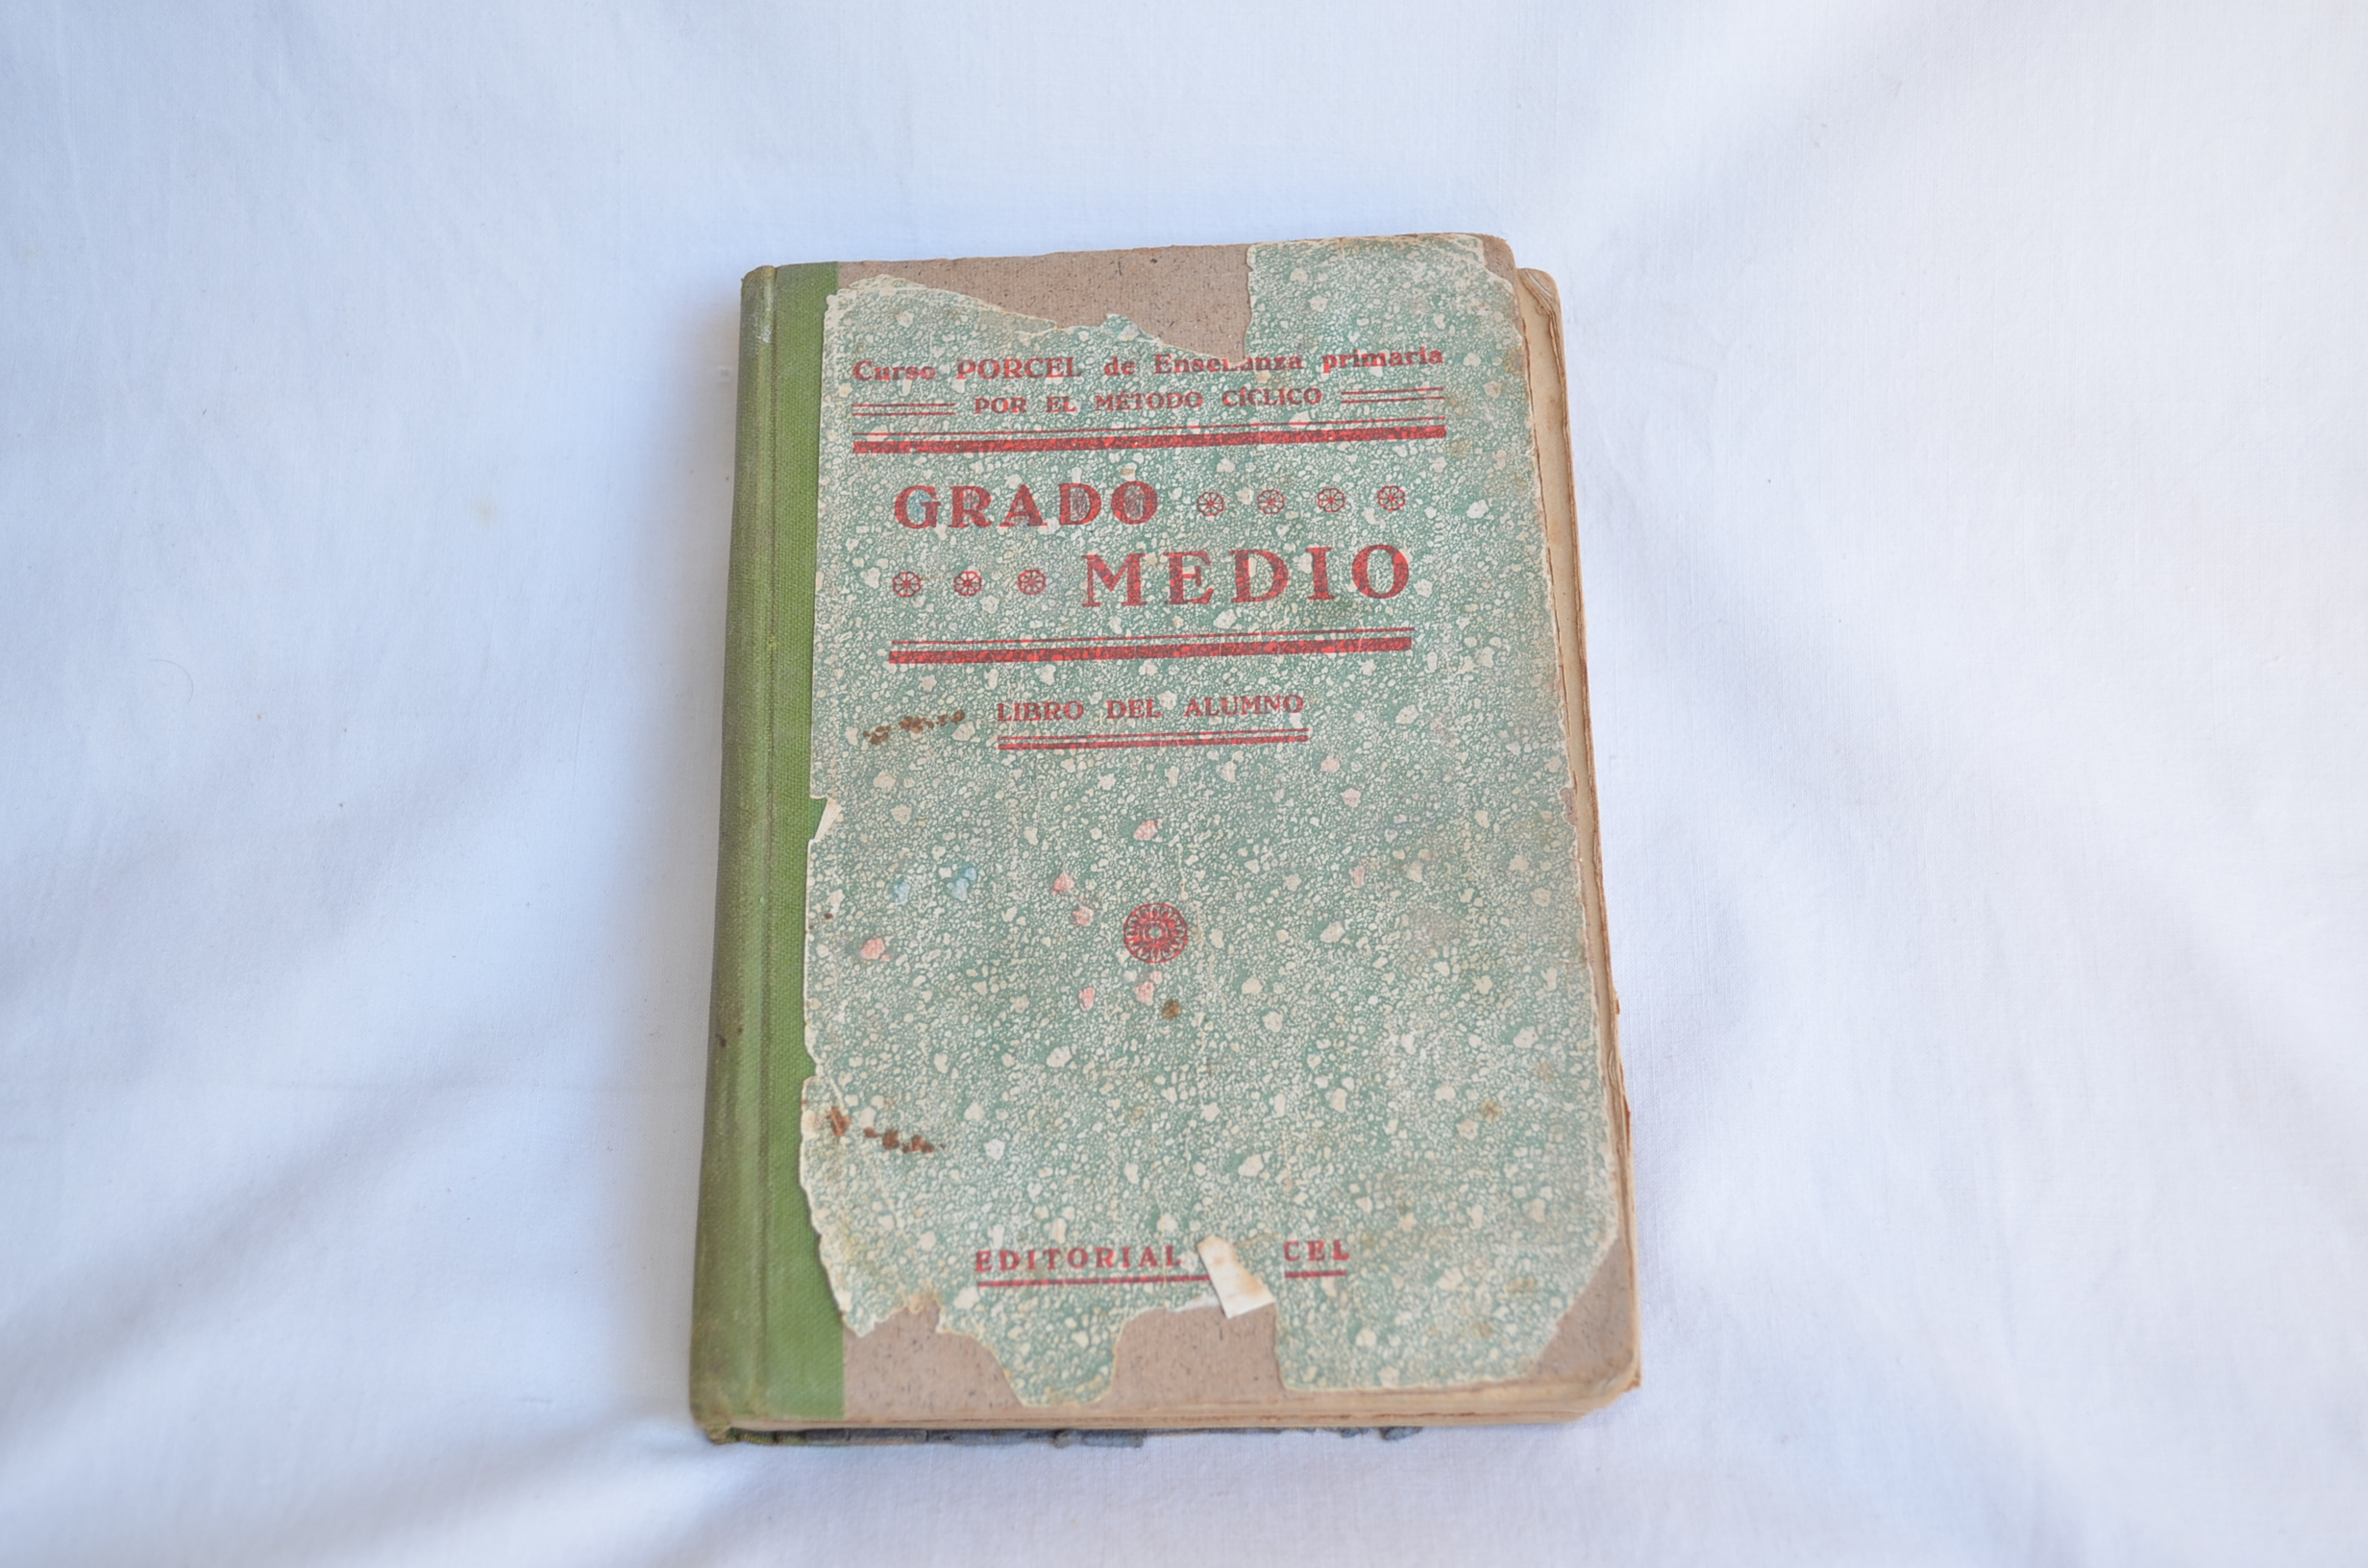 Curso PORCEL de Enseñanza primaria
POR EL MÉTODO CÍCLICO
GRADO
MEDIO
LIBRO DEL ALUMNO
EDITORIAL CEL